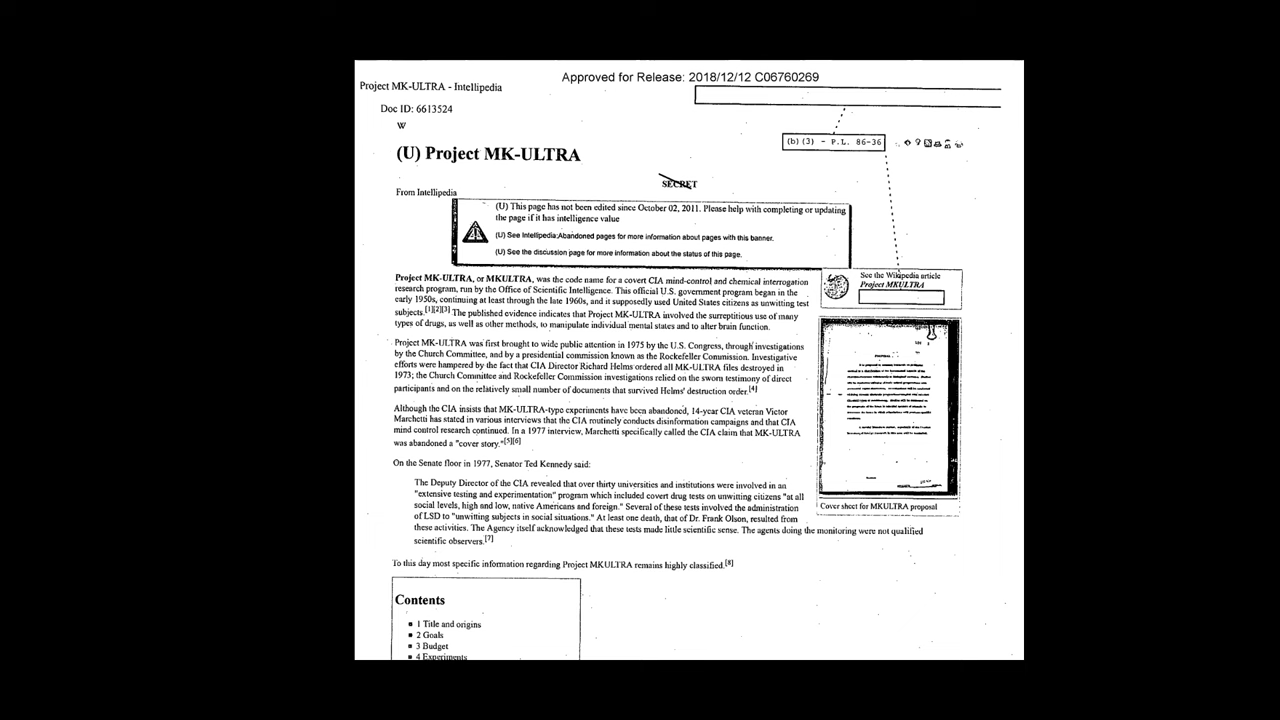 Approved for Release: 2018/12/12 C06760269
Project MK-ULTRA - Intellipedia
Doc ID: 6613524
W
(b) (3) - P.L. 86-36
(U) Project MK-ULTRA
SECRET
From Intellipedia
(U) This page has not been edited since October 02, 2011. Please help with completing or updating
the page if it has intelligence value
(U) See Intellipedia:Abandoned pages for more information about pages with this banner.
(U) See the discussion page for more information about the status of this page.
See the Wikipedia article
Project MKULTRA
Project MK-ULTRA, or MKULTRA, was the code name for a covert CIA mind-control and chemical interrogation
research program, run by the Office of Scientific Intelligence. This official U.S. government program began in the
early 1950s, continuing at least through the late 1960s, and it supposedly used United States citizens as unwitting test
subjects.[1][2][3] The published evidence indicates that Project MK-ULTRA involved the surreptitious use of many
types of drugs, as well as other methods, to manipulate individual mental states and to alter brain function.
Project MK-ULTRA was first brought to wide public attention in 1975 by the U.S. Congress, through investigations
by the Church Committee, and by a presidential commission known as the Rockefeller Commission. Investigative
efforts were hampered by the fact that CIA Director Richard Helms ordered all MK-ULTRA files destroyed in
1973; the Church Committee and Rockefeller Commission investigations relied on the sworn testimony of direct
participants and on the relatively small number of documents that survived Helms' destruction order.[4]
Although the CIA insists that MK-ULTRA-type experiments have been abandoned, 14-year CIA veteran Victor
Marchetti has stated in various interviews that the CIA routinely conducts disinformation campaigns and that CIA
mind control research continued. In a 1977 interview, Marchetti specifically called the CIA claim that MK-ULTRA
was abandoned a "cover story."[5][6]
On the Senate floor in 1977, Senator Ted Kennedy said:
The Deputy Director of the CIA revealed that over thirty universities and institutions were involved in an
"extensive testing and experimentation" program which included covert drug tests on unwitting citizens "at all
social levels, high and low, native Americans and foreign." Several of these tests involved the administration
of LSD to "unwitting subjects in social situations." At least one death, that of Dr. Frank Olson, resulted from
these activities. The Agency itself acknowledged that these tests made little scientific sense. The agents doing the monitoring were not qualified
scientific observers.[7]
Cover sheet for MKULTRA proposal
To this day most specific information regarding Project MKULTRA remains highly classified.[8]
Contents
1 Title and origins
2 Goals
3 Budget
4 Experiments